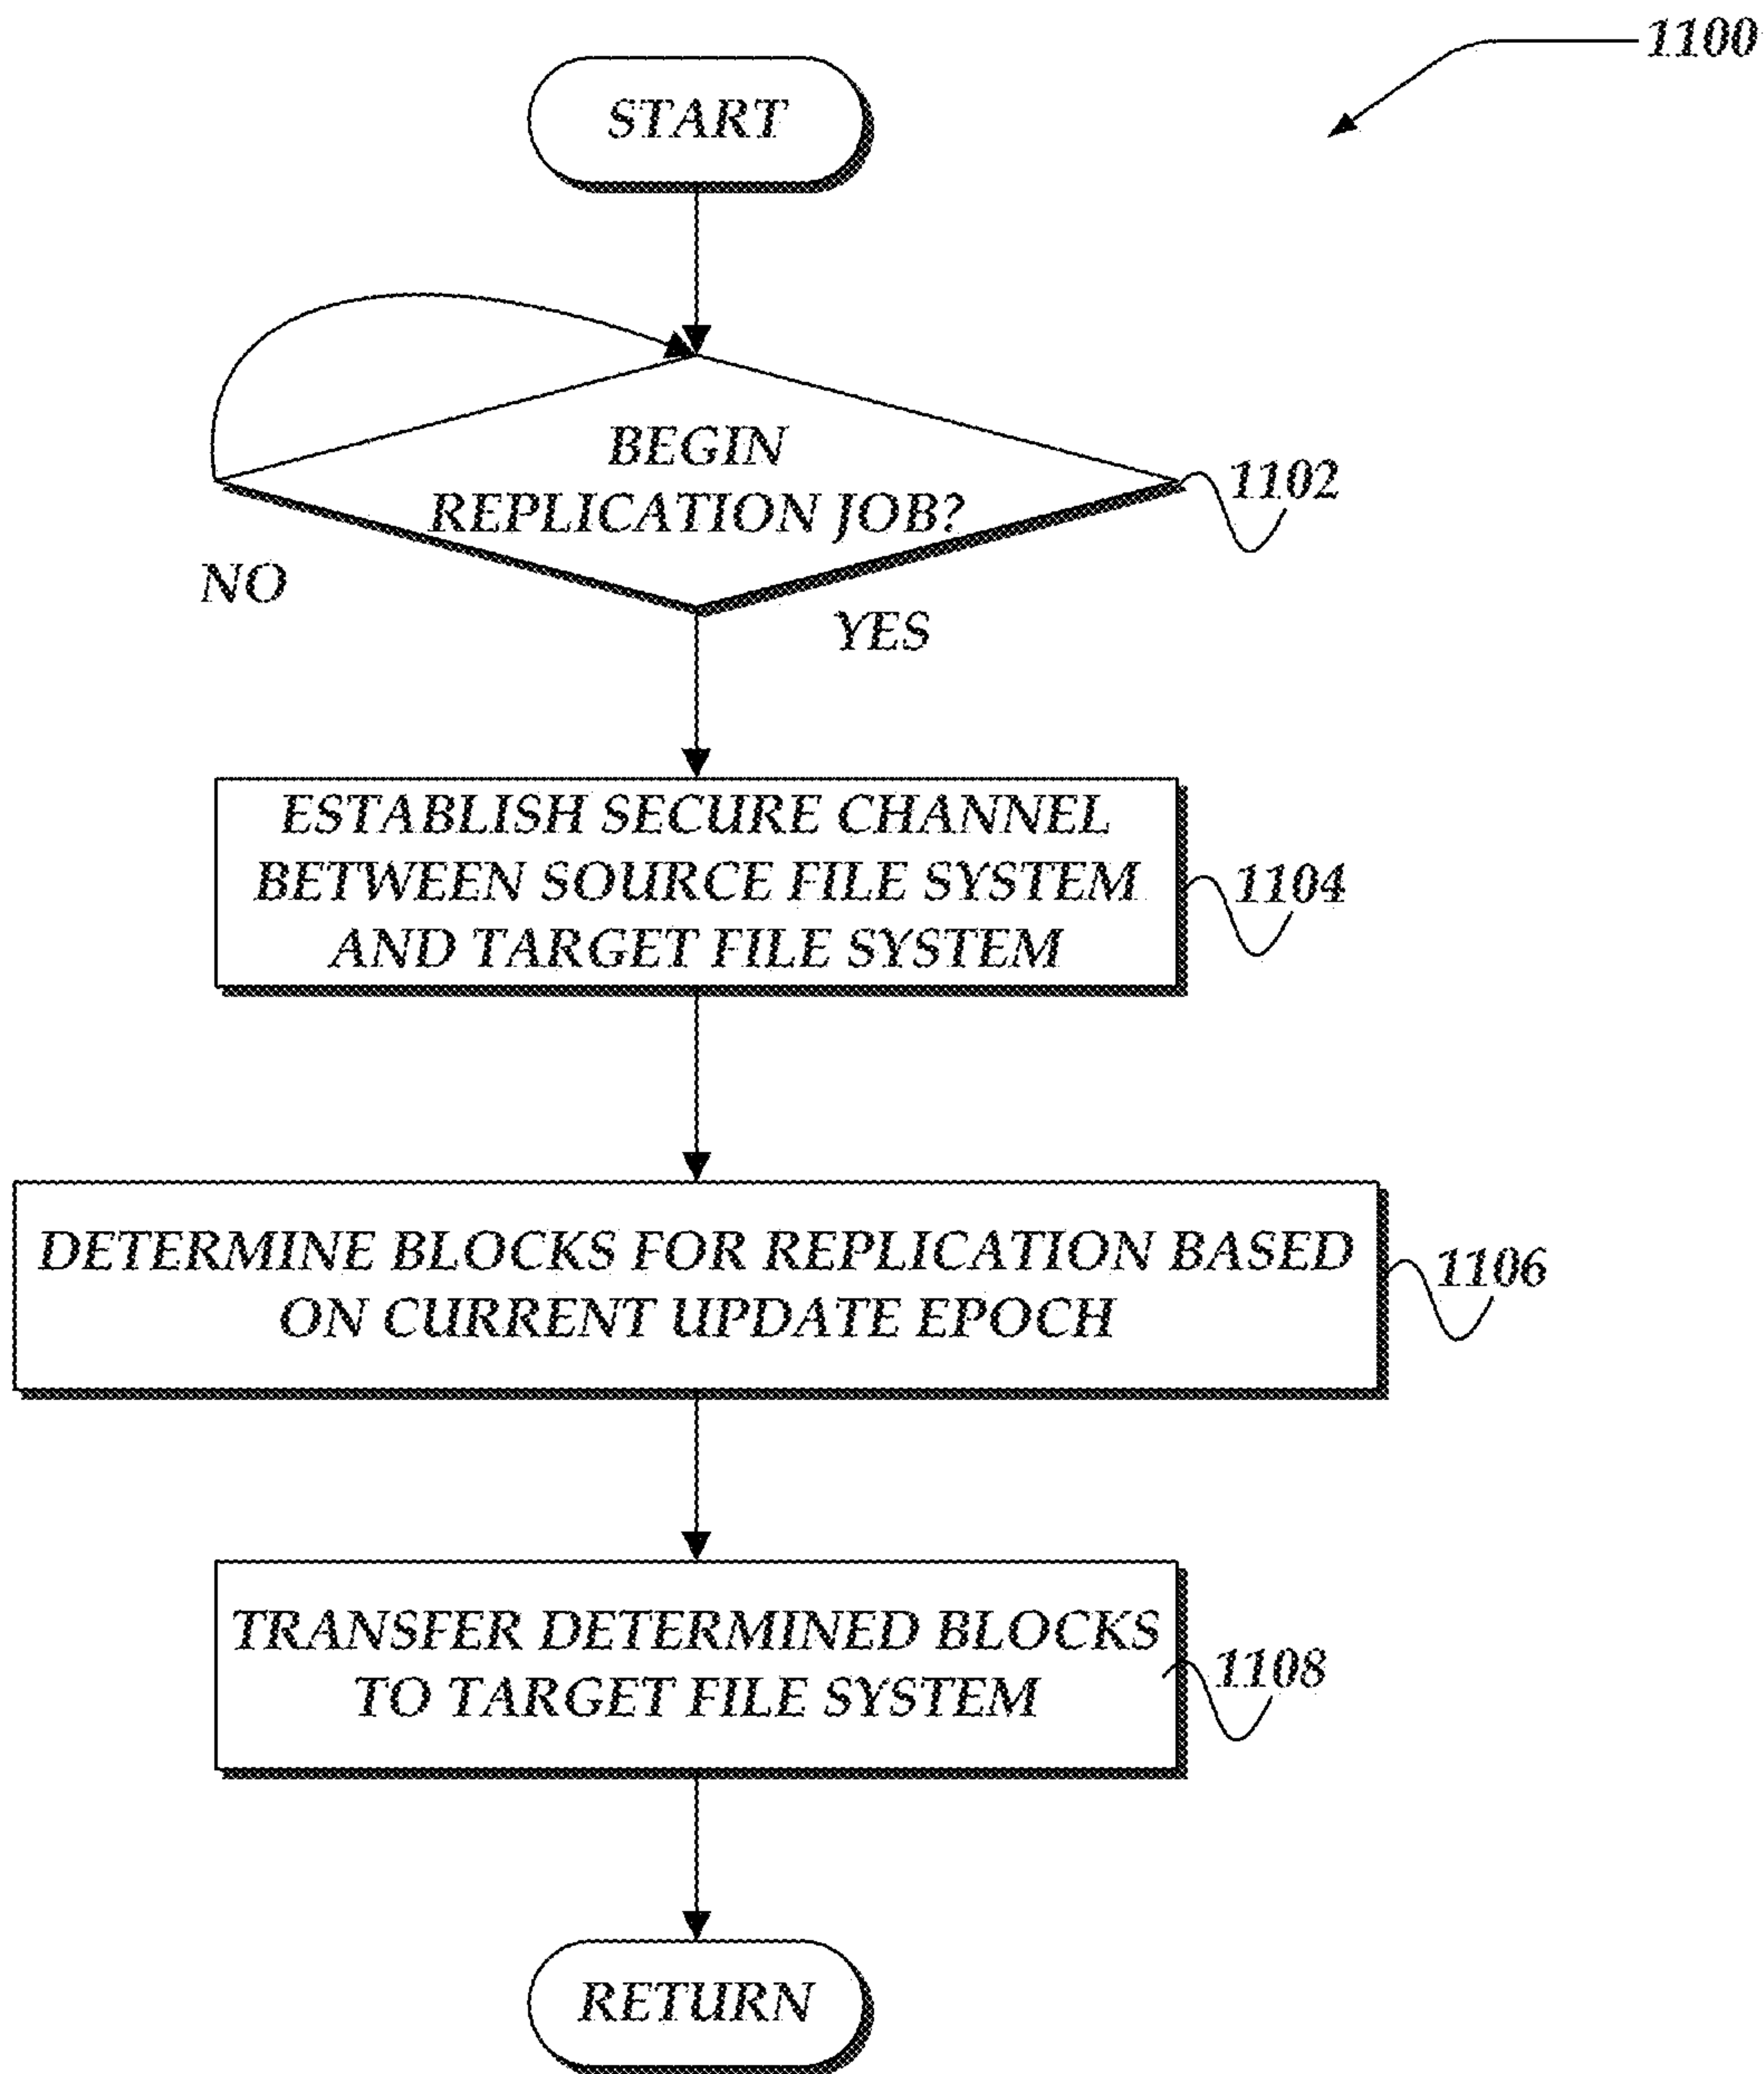 1100
START
BEGIN
REPLICATION JOB?
1102
NO
YES
ESTABLISH SECURE CHANNEL
BETWEEN SOURCE FILE SYSTEM
AND TARGET FILE SYSTEM
1104
DETERMINE BLOCKS FOR REPLICATION BASED
ON CURRENT UPDATE EPOCH
1106
TRANSFER DETERMINED BLOCKS
TO TARGET FILE SYSTEM
1108
RETURN